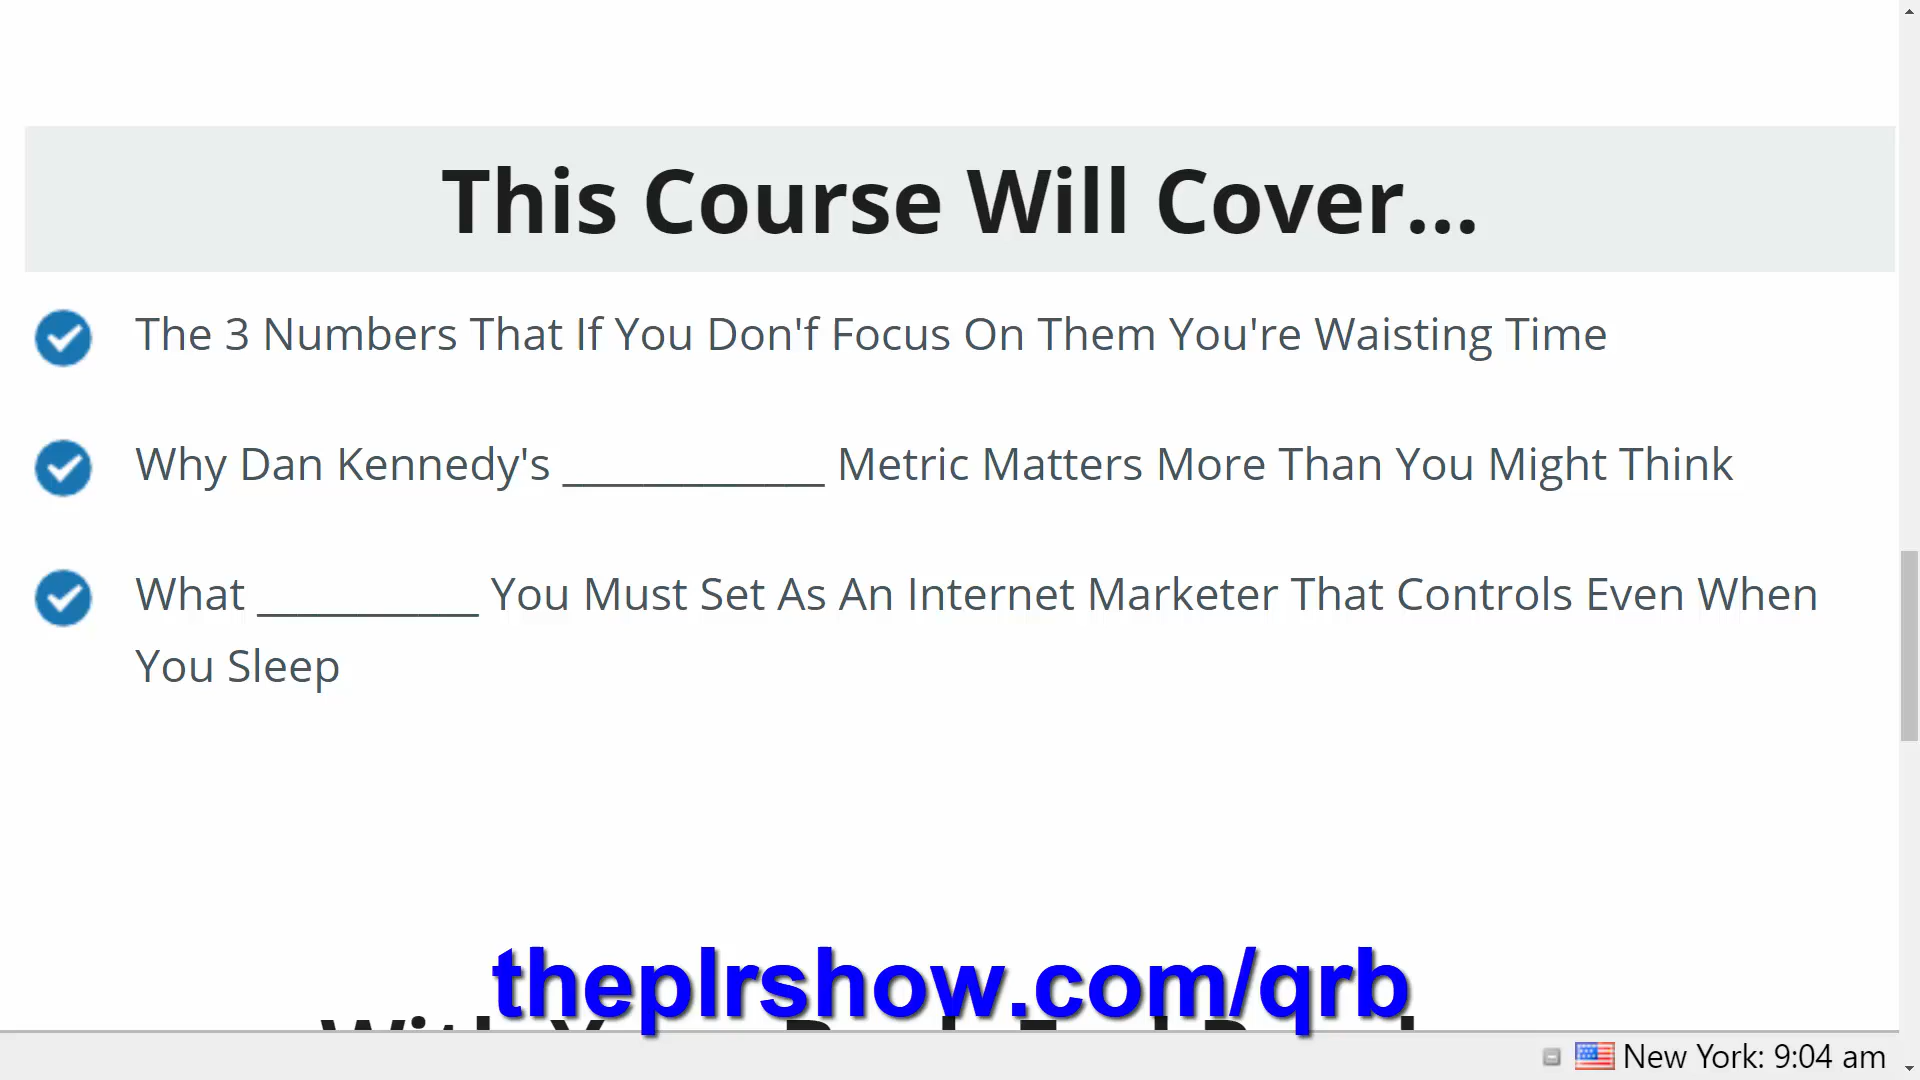 This Course Will Cover...
The 3 Numbers That If You Don'f Focus On Them You're Waisting Time
Why Dan Kennedy's _____________ Metric Matters More Than You Might Think
What ___________ You Must Set As An Internet Marketer That Controls Even When
You Sleep
theplrshow.com/qrb
New York: 9:04 am